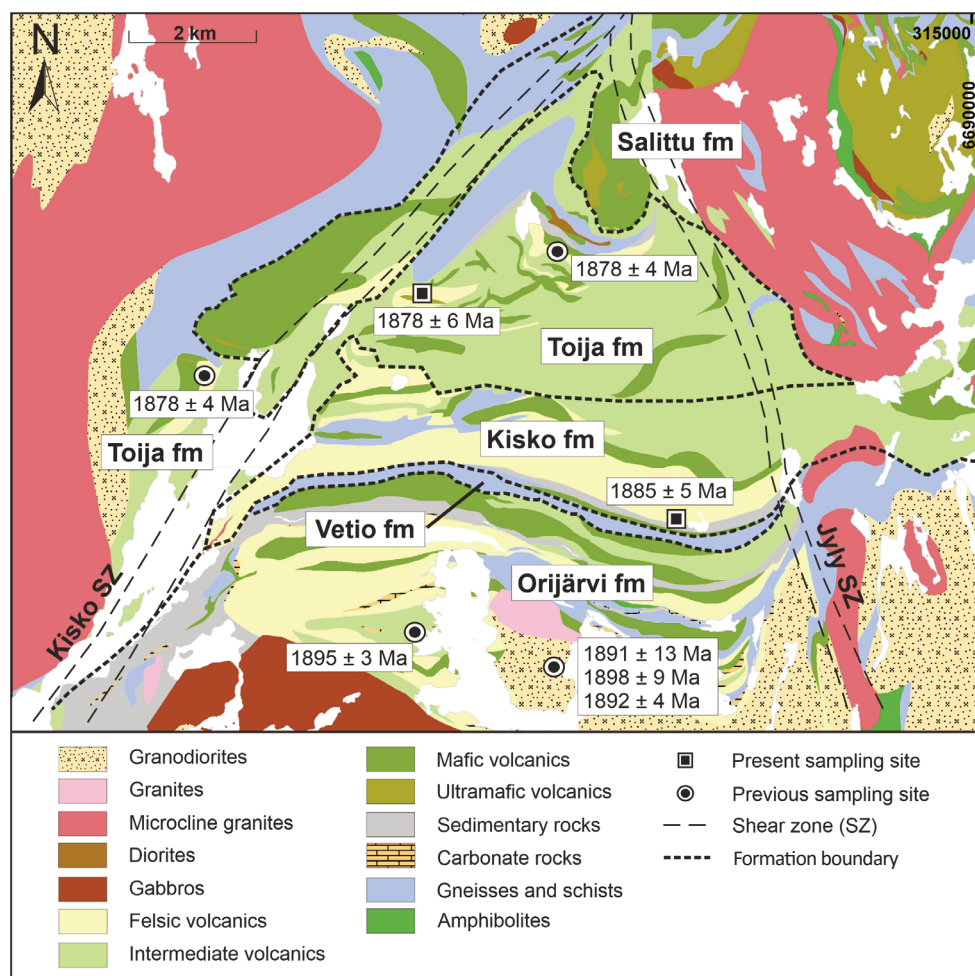 N
2 km
315000
6690000
Salittu fm
1878 ± 4 Ma
1878 ± 6 Ma
Toija fm
1878 ± 4 Ma
Toija fm
Kisko fm
1885 ± 5 Ma
Vetio fm
Orijärvi fm
Kisko SZ
Jyly SZ
1895 ± 3 Ma
1891 ± 13 Ma
1898 ± 9 Ma
1892 ± 4 Ma
Granodiorites
Granites
Microcline granites
Diorites
Gabbros
Felsic volcanics
Intermediate volcanics
Mafic volcanics
Ultramafic volcanics
Sedimentary rocks
Carbonate rocks
Gneisses and schists
Amphibolites
Present sampling site
Previous sampling site
Shear zone (SZ)
Formation boundary